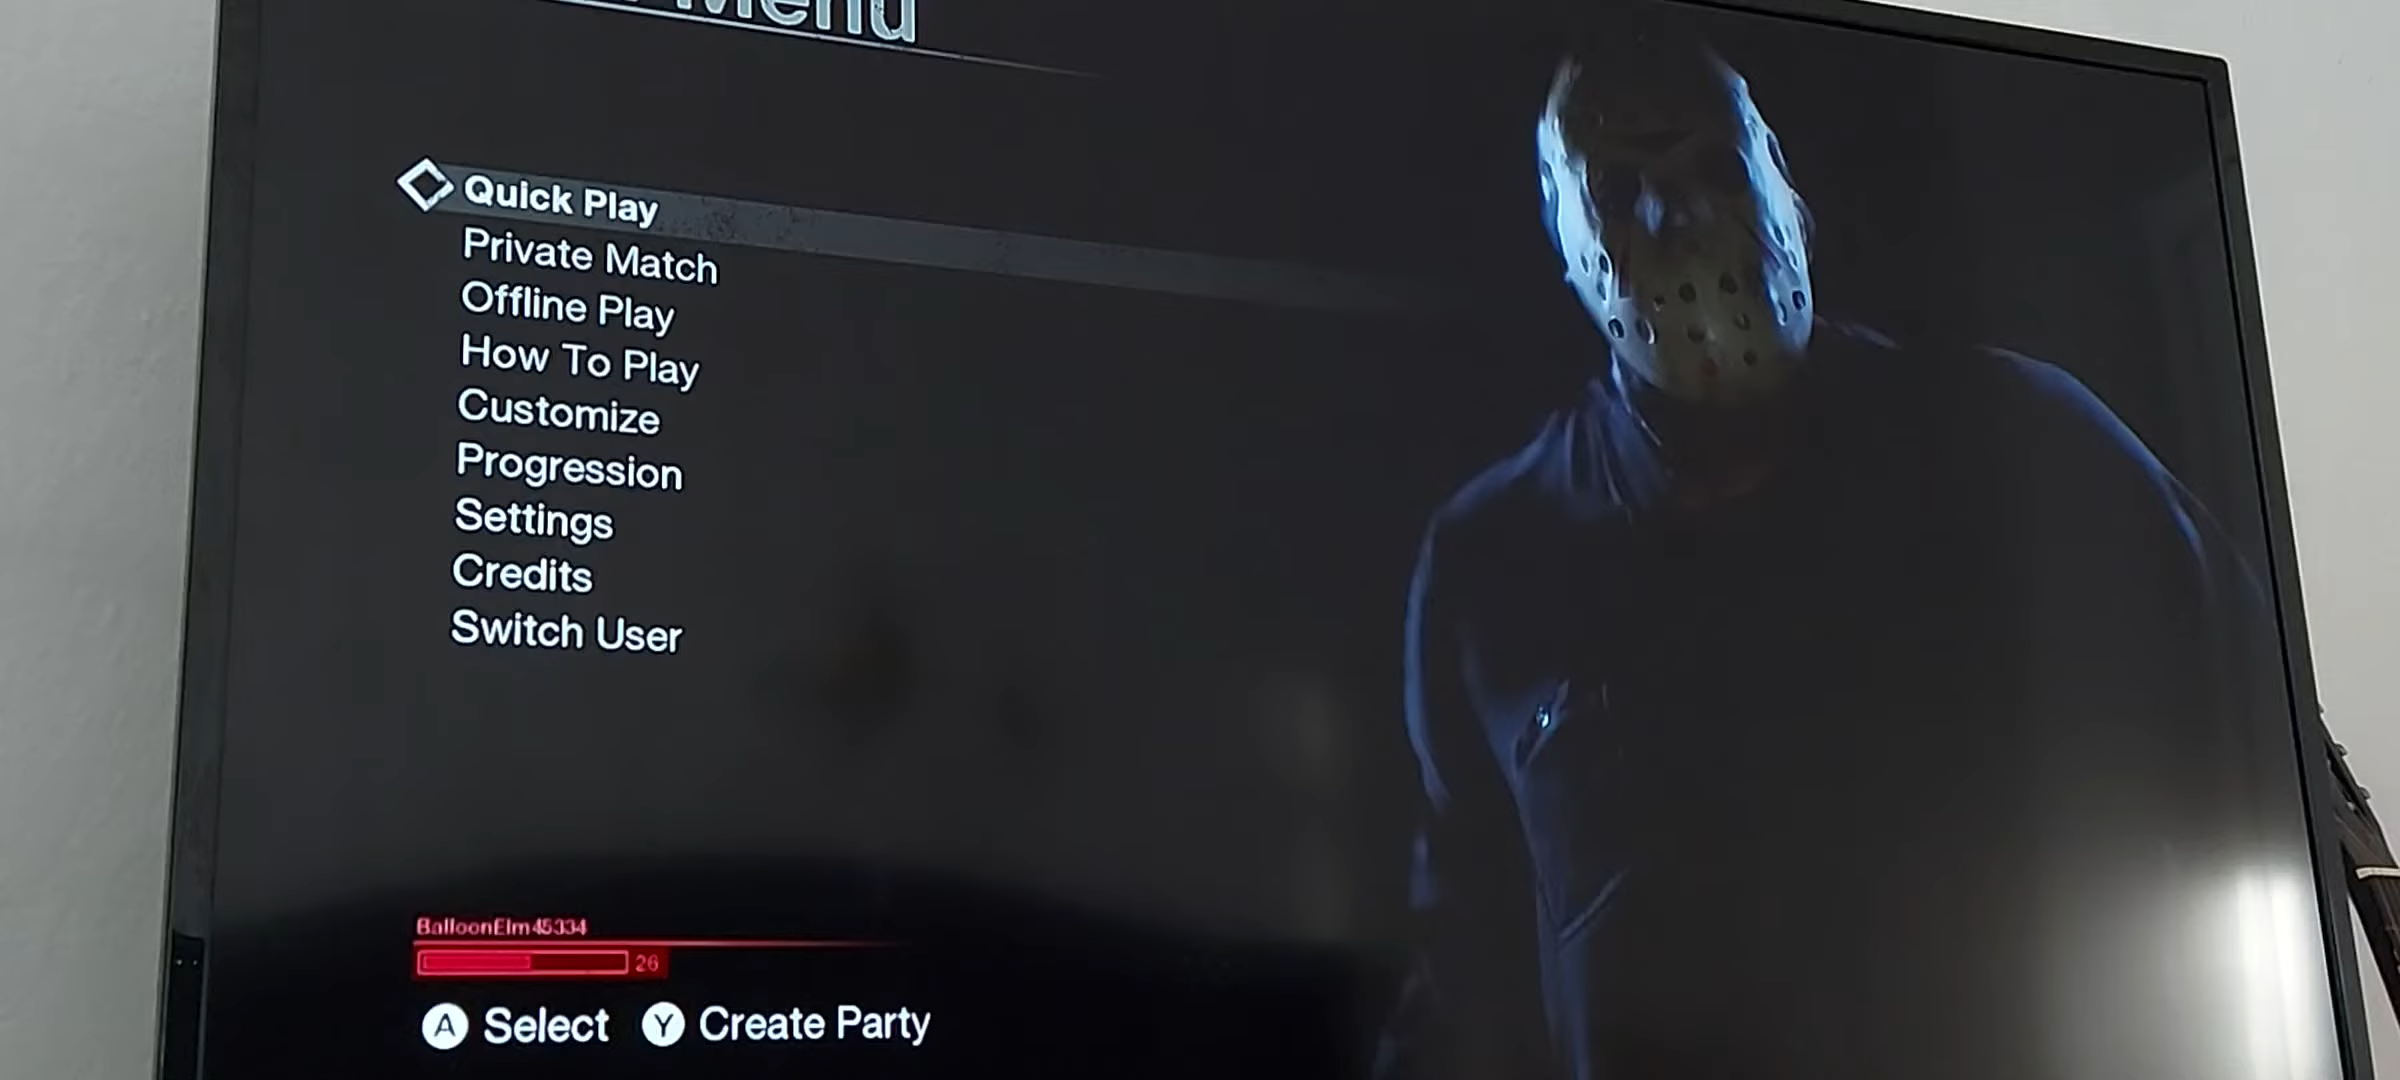 Menu
Quick Play
Private Match
Offline Play
How To Play
Customize
Progression
Settings
Credits
Switch User
BalloonElm45334
26
A Select Y Create Party